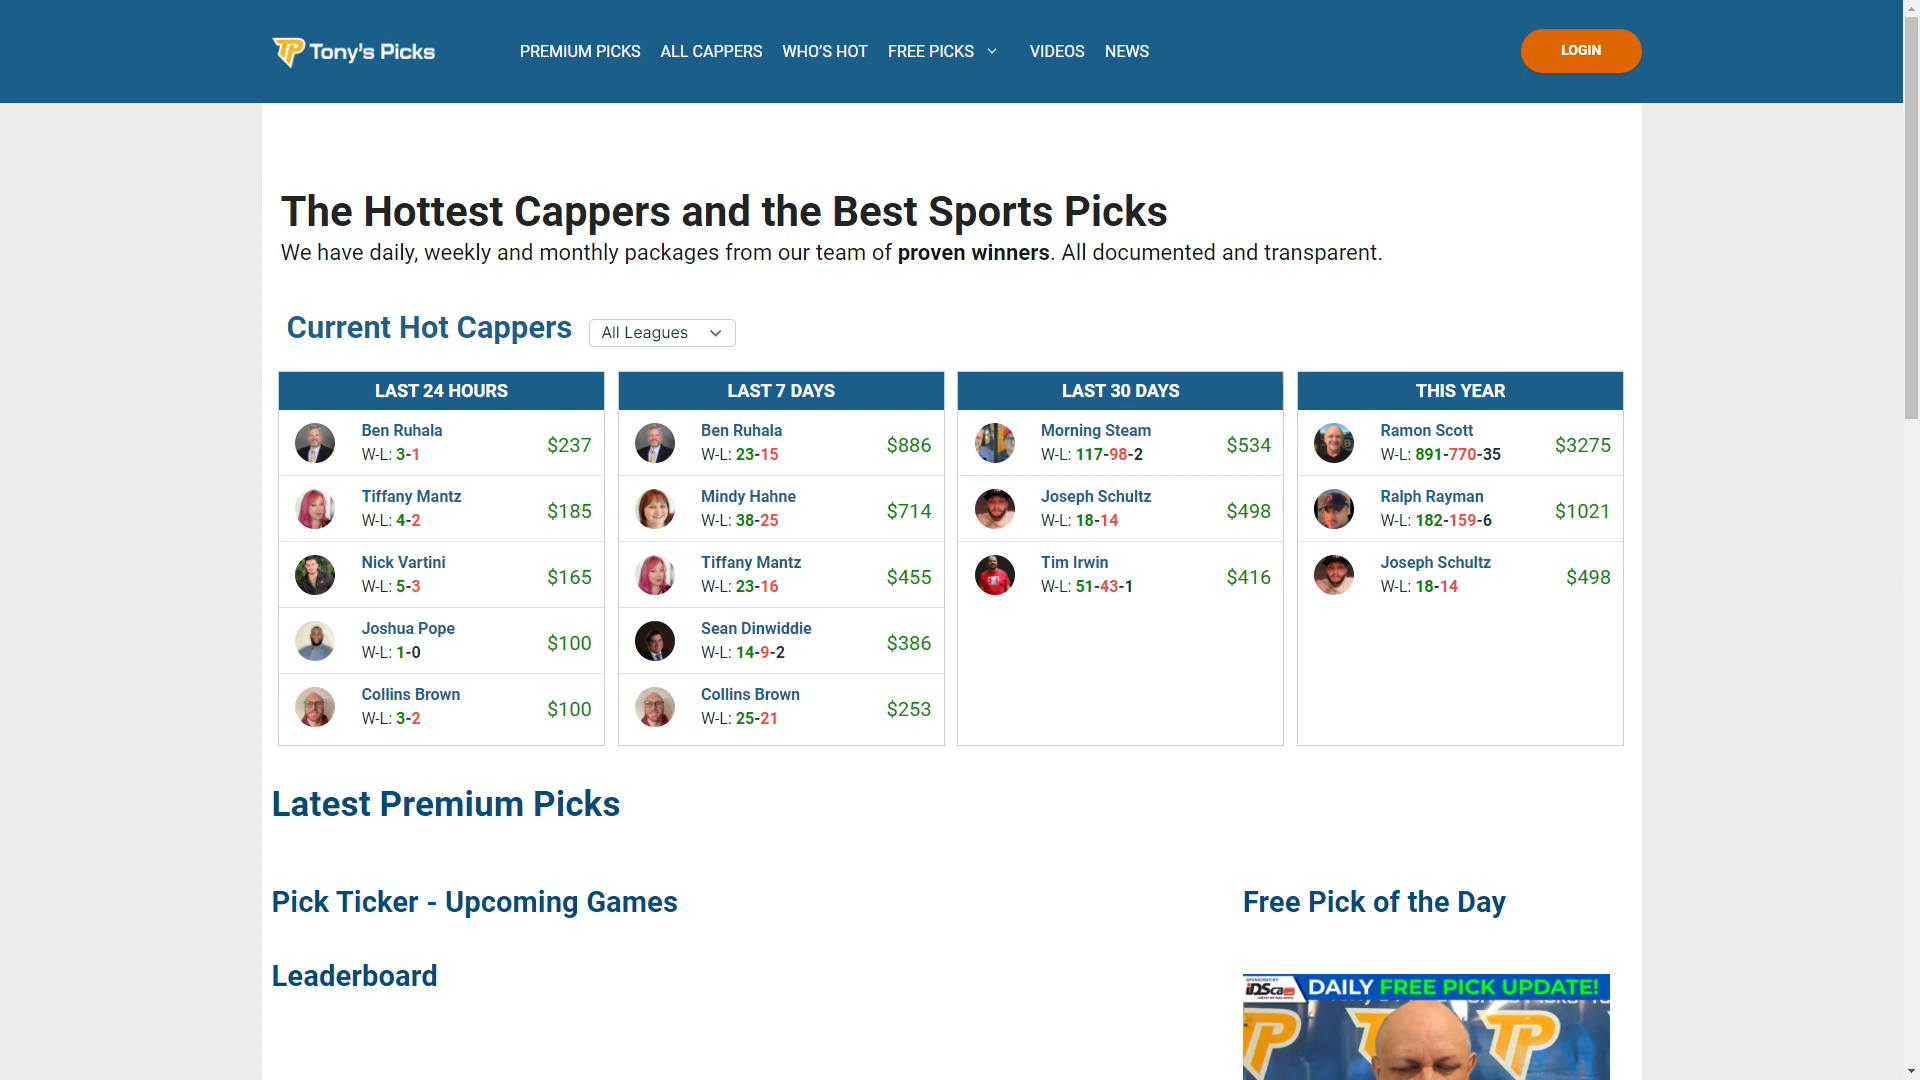 Tony's Picks
PREMIUM PICKS
ALL CAPPERS
WHO'S HOT
FREE PICKS
VIDEOS
NEWS
LOGIN
The Hottest Cappers and the Best Sports Picks
We have daily, weekly and monthly packages from our team of proven winners. All documented and transparent.
Current Hot Cappers
All Leagues
LAST 24 HOURS
Ben Ruhala
W-L: 3-1
$237
Tiffany Mantz
W-L: 4-2
$185
Nick Vartini
W-L: 5-3
$165
Joshua Pope
W-L: 1-0
$100
Collins Brown
W-L: 3-2
$100
LAST 7 DAYS
Ben Ruhala
W-L: 23-15
$886
Mindy Hahne
W-L: 38-25
$714
Tiffany Mantz
W-L: 23-16
$455
Sean Dinwiddie
W-L: 14-9-2
$386
Collins Brown
W-L: 25-21
$253
LAST 30 DAYS
Morning Steam
W-L: 117-98-2
$534
Joseph Schultz
W-L: 18-14
$498
Tim Irwin
W-L: 51-43-1
$416
THIS YEAR
Ramon Scott
W-L: 891-770-35
$3275
Ralph Rayman
W-L: 182-159-6
$1021
Joseph Schultz
W-L: 18-14
$498
Latest Premium Picks
Pick Ticker - Upcoming Games
Leaderboard
Free Pick of the Day
DAILY FREE PICK UPDATE!